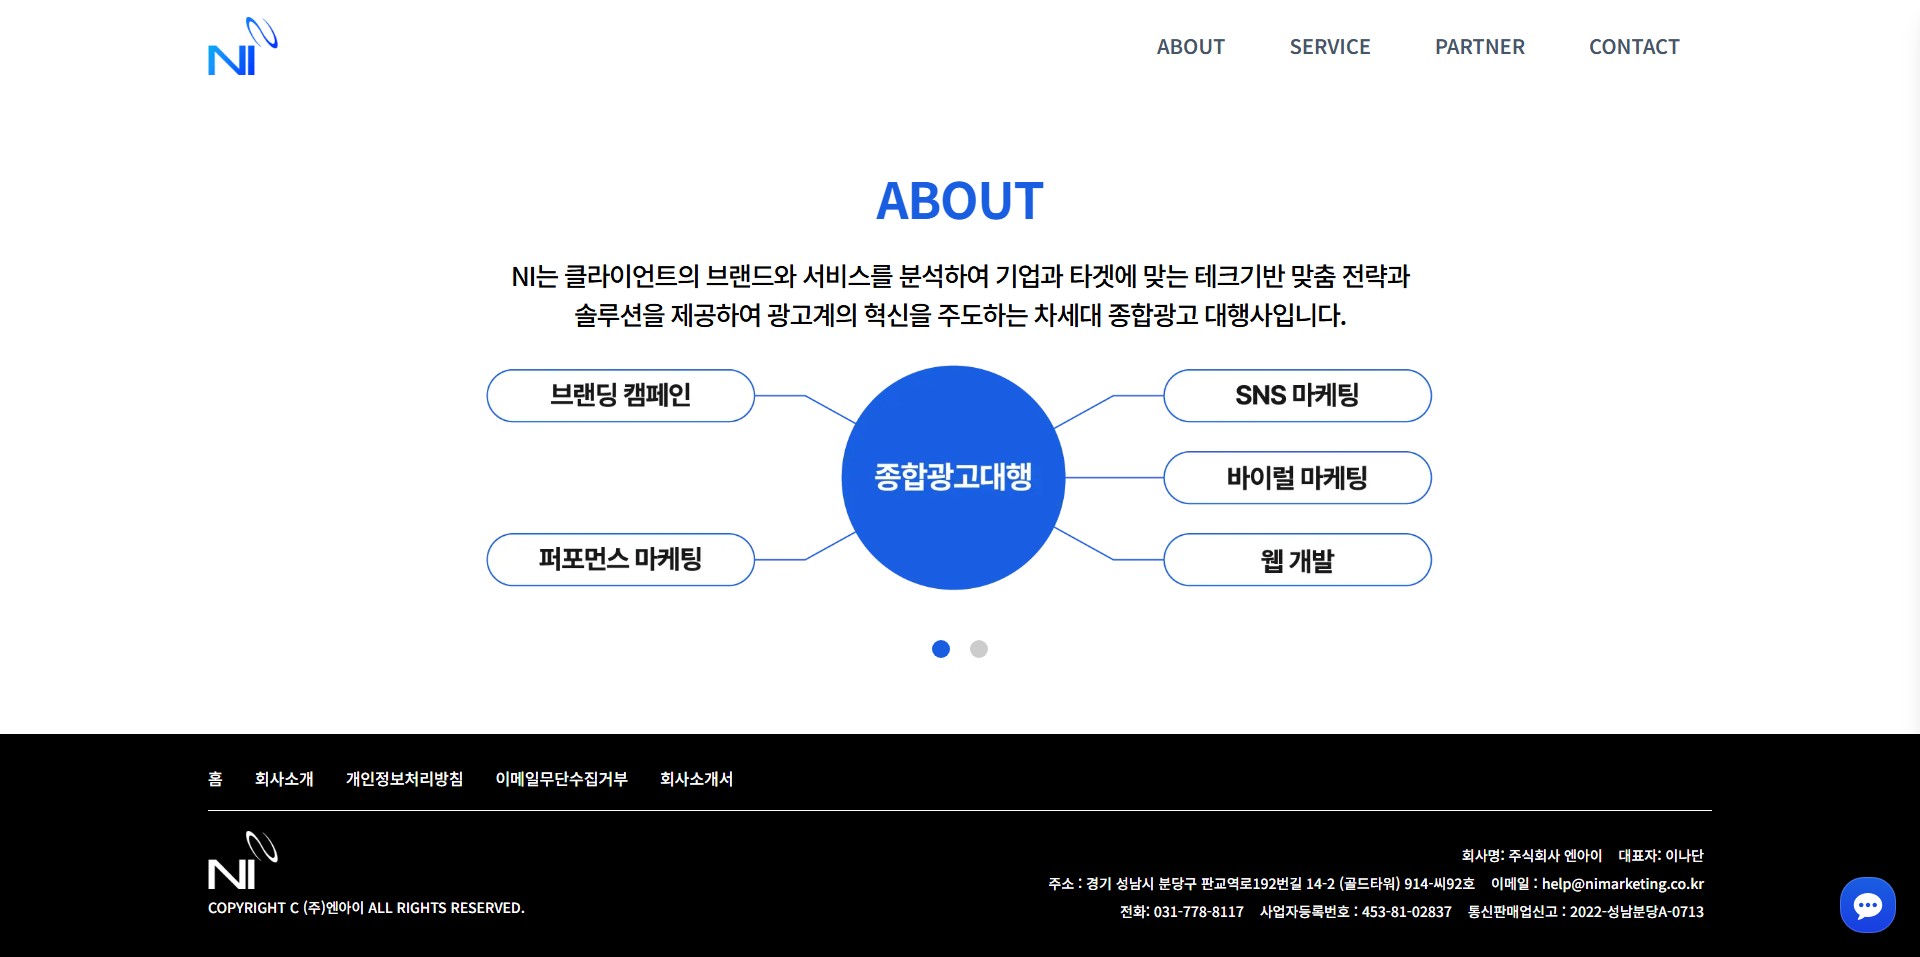 NI
ABOUT
SERVICE
PARTNER
CONTACT
ABOUT
NI는 클라이언트의 브랜드와 서비스를 분석하여 기업과 타겟에 맞는 테크기반 맞춤 전략과
솔루션을 제공하여 광고계의 혁신을 주도하는 차세대 종합광고 대행사입니다.
브랜딩 캠페인
퍼포먼스 마케팅
종합광고대행
SNS 마케팅
바이럴 마케팅
웹 개발
홈
회사소개
개인정보처리방침
이메일무단수집거부
회사소개서
NI
COPYRIGHT C (주)엔아이 ALL RIGHTS RESERVED.
회사명: 주식회사 엔아이 대표자: 이나단
주소 : 경기 성남시 분당구 판교역로192번길 14-2 (골드타워) 914-씨92호 이메일 : help@nimarketing.co.kr
전화: 031-778-8117 사업자등록번호 : 453-81-02837 통신판매업신고 : 2022-성남분당A-0713